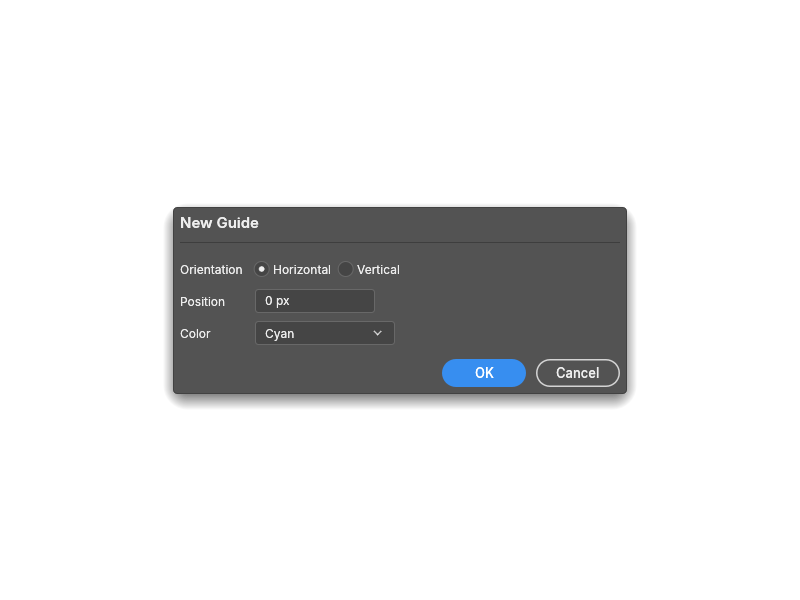 New Guide
Orientation Horizontal Vertical
Position 0 px
Color Cyan
OK Cancel